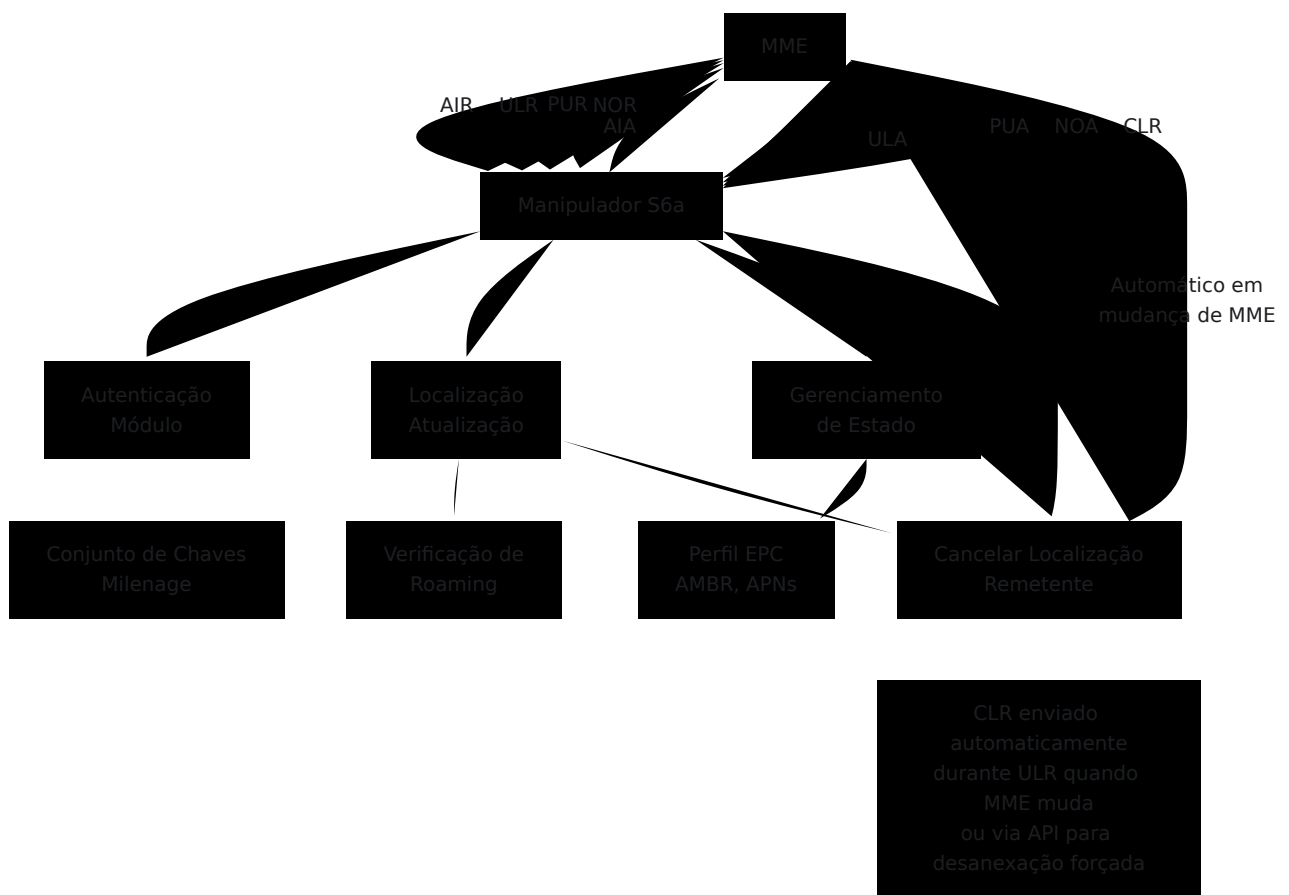 MME
AIR
ULR
PUR
NOR
AIA
ULA
PUA
NOA
CLR
Manipulador S6a
Automático em
mudança de MME
Autenticação
Módulo
Localização
Atualização
Gerenciamento
de Estado
Conjunto de Chaves
Milenage
Verificação de
Roaming
Perfil EPC
AMBR, APNs
Cancelar Localização
Remetente
CLR enviado
automaticamente
durante ULR quando
MME muda
ou via API para
desanexação forçada